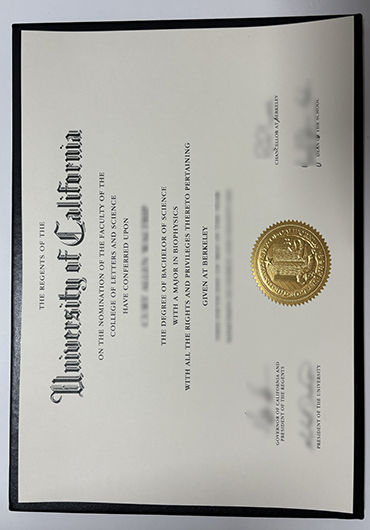 THE REGENTS OF THE
University of California
ON THE NOMINATION OF THE FACULTY OF THE
COLLEGE OF LETTERS AND SCIENCE
HAVE CONFERRED UPON
THE DEGREE OF BACHELOR OF SCIENCE
WITH A MAJOR IN BIOPHYSICS
WITH ALL THE RIGHTS AND PRIVILEGES THERETO PERTAINING
GIVEN AT BERKELEY
GOVERNOR OF CALIFORNIA AND
PRESIDENT OF THE REGENTS
PRESIDENT OF THE UNIVERSITY
CHANCELLOR AT BERKELEY
DEAN OF THE SCHOOL